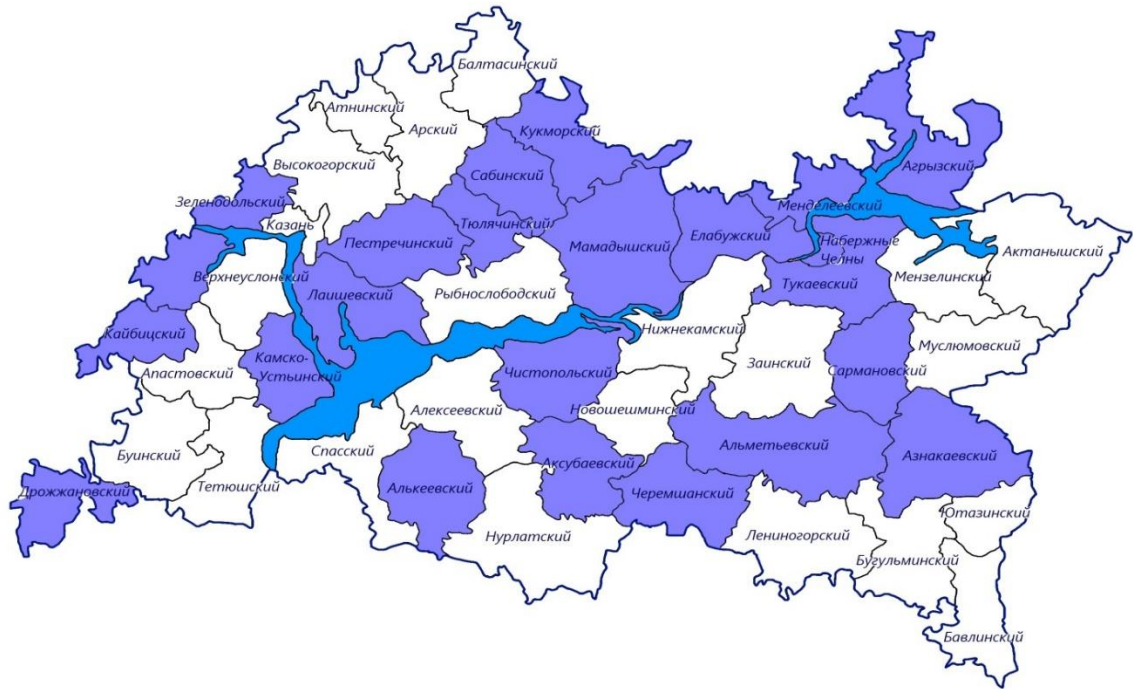 Балтасинский
Атнинский
Арский
Кукморский
Высокогорский
Сабинский
Агрызский
Зеленодольский
Казань
Тюлячинский
Менделеевский
Пестречинский
Мамадышский
Елабужский
Набержные
Челны
Актанышский
Верхнеуслонский
Мензелинский
Лаишевский
Рыбнослободский
Тукаевский
Кайбицкий
Нижнекамский
Муслюмовский
Камско-
Устьинский
Апастовский
Заинский
Сармановский
Чистопольский
Алексеевский
Новошешминский
Альметьевский
Спасский
Буинский
Азнакаевский
Аксубаевский
Дрожжановский
Тетюшский
Алькеевский
Черемшанский
Ютазинский
Нурлатский
Лениногорский
Бугульминский
Бавлинский